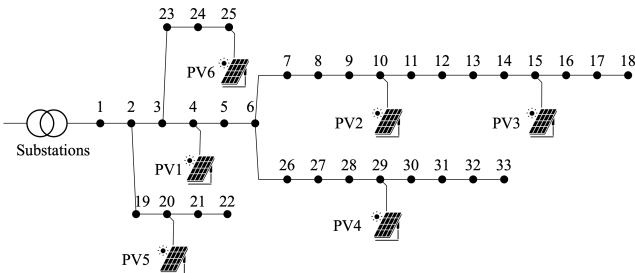 23 24 25
PV6
7 8 9 10 11 12 13 14 15 16 17 18
1 2 3 4 5 6
PV2 PV3
Substations
PV1
26 27 28 29 30 31 32 33
19 20 21 22
PV4
PV5